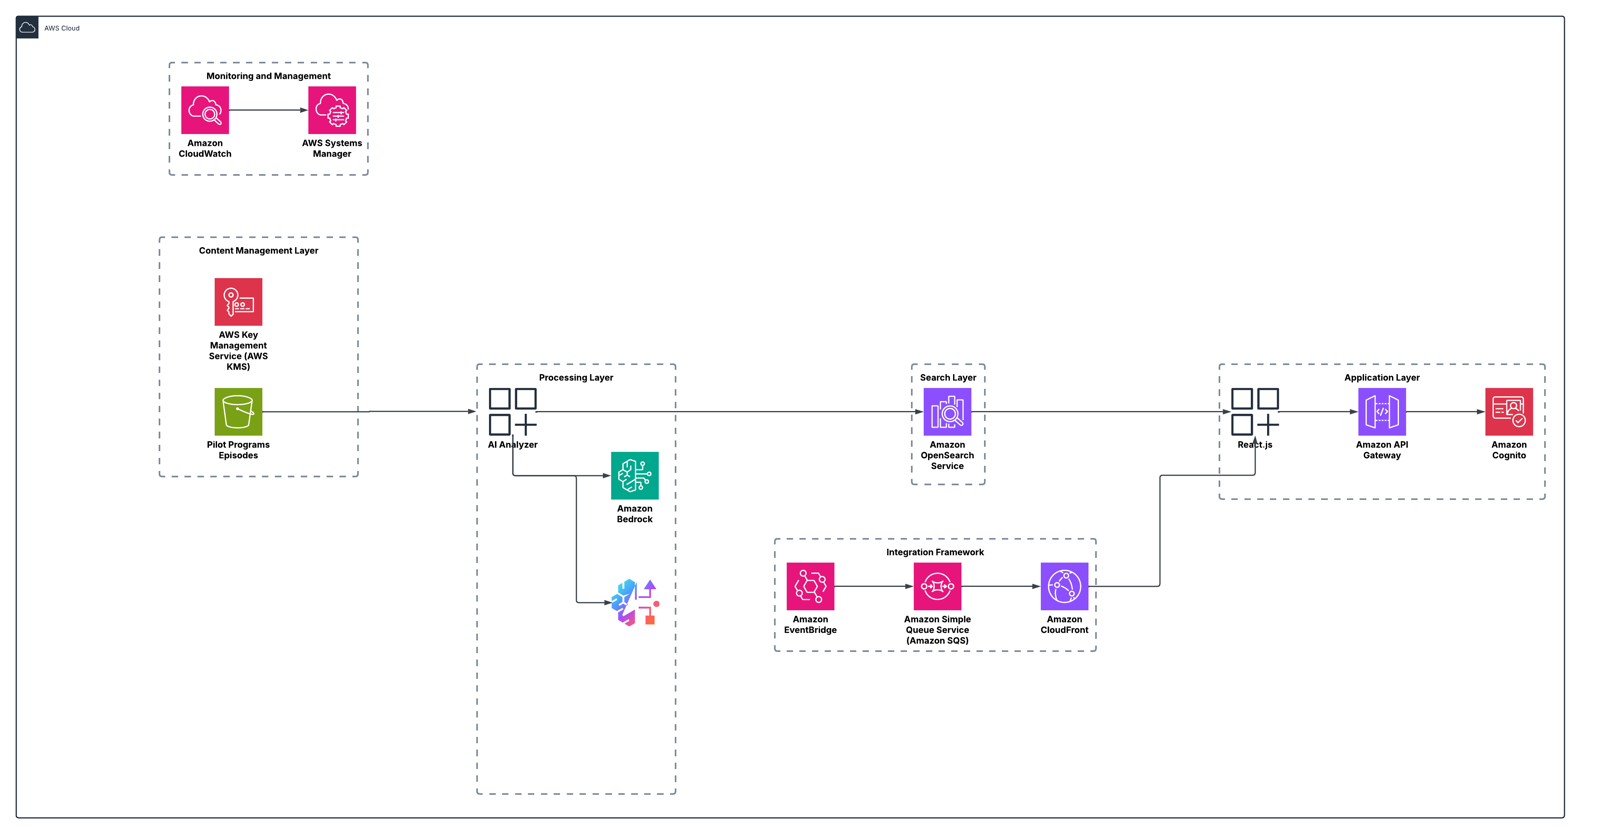 AWS Cloud
Monitoring and Management
Amazon
CloudWatch
AWS Systems
Manager
Content Management Layer
AWS Key
Management
Service (AWS
KMS)
Pilot Programs
Episodes
Processing Layer
AI Analyzer
Amazon
Bedrock
Search Layer
Amazon
OpenSearch
Service
Application Layer
React.js
Amazon API
Gateway
Amazon
Cognito
Integration Framework
Amazon
EventBridge
Amazon Simple
Queue Service
(Amazon SQS)
Amazon
CloudFront